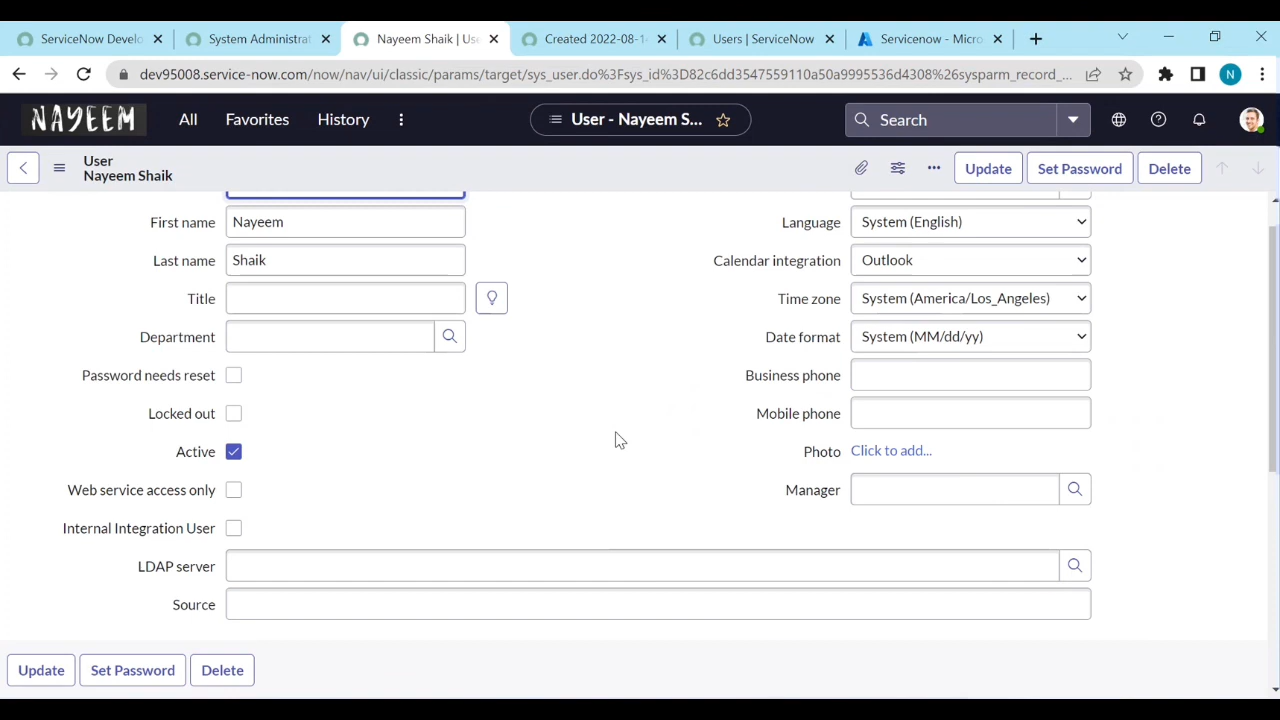 ServiceNow Develo
System Administrat
Nayeem Shaik | Use
Created 2022-08-1
Users | ServiceNow
Servicenow - Micro
dev95008.service-now.com/now/nav/ui/classic/params/target/sys_user.do%3Fsys_id%3D82c6dd3547559110a50a9995536d4308%26sysparm_record_...
N
NAYEEM
All
Favorites
History
User - Nayeem S...
Search
User
Nayeem Shaik
Update
Set Password
Delete
First name
Nayeem
Language
System (English)
Last name
Shaik
Calendar integration
Outlook
Title
Time zone
System (America/Los_Angeles)
Department
Date format
System (MM/dd/yy)
Password needs reset
Business phone
Locked out
Mobile phone
Active
Photo
Click to add...
Web service access only
Manager
Internal Integration User
LDAP server
Source
Update
Set Password
Delete